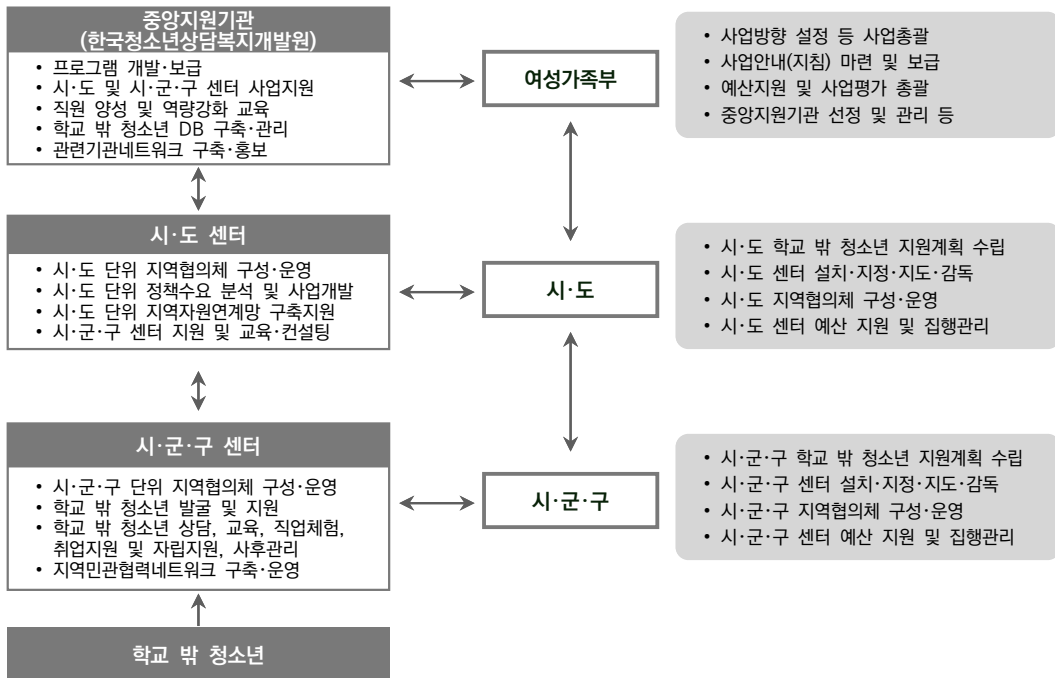 중앙지원기관
(한국청소년상담복지개발원)
• 프로그램 개발·보급
• 시·도 및 시·군·구 센터 사업지원
• 직원 양성 및 역량강화 교육
• 학교 밖 청소년 DB 구축·관리
• 관련기관네트워크 구축·홍보
여성가족부
• 사업방향 설정 등 사업총괄
• 사업안내(지침) 마련 및 보급
• 예산지원 및 사업평가 총괄
• 중앙지원기관 선정 및 관리 등
시·도 센터
• 시·도 단위 지역협의체 구성·운영
• 시·도 단위 정책수요 분석 및 사업개발
• 시·도 단위 지역자원연계망 구축지원
• 시·군·구 센터 지원 및 교육·컨설팅
시·도
• 시·도 학교 밖 청소년 지원계획 수립
• 시·도 센터 설치·지정·지도·감독
• 시·도 지역협의체 구성·운영
• 시·도 센터 예산 지원 및 집행관리
시·군·구 센터
• 시·군·구 단위 지역협의체 구성·운영
• 학교 밖 청소년 발굴 및 지원
• 학교 밖 청소년 상담, 교육, 직업체험,
취업지원 및 자립지원, 사후관리
• 지역민관협력네트워크 구축·운영
시·군·구
• 시·군·구 학교 밖 청소년 지원계획 수립
• 시·군·구 센터 설치·지정·지도·감독
• 시·군·구 지역협의체 구성·운영
• 시·군·구 센터 예산 지원 및 집행관리
학교 밖 청소년